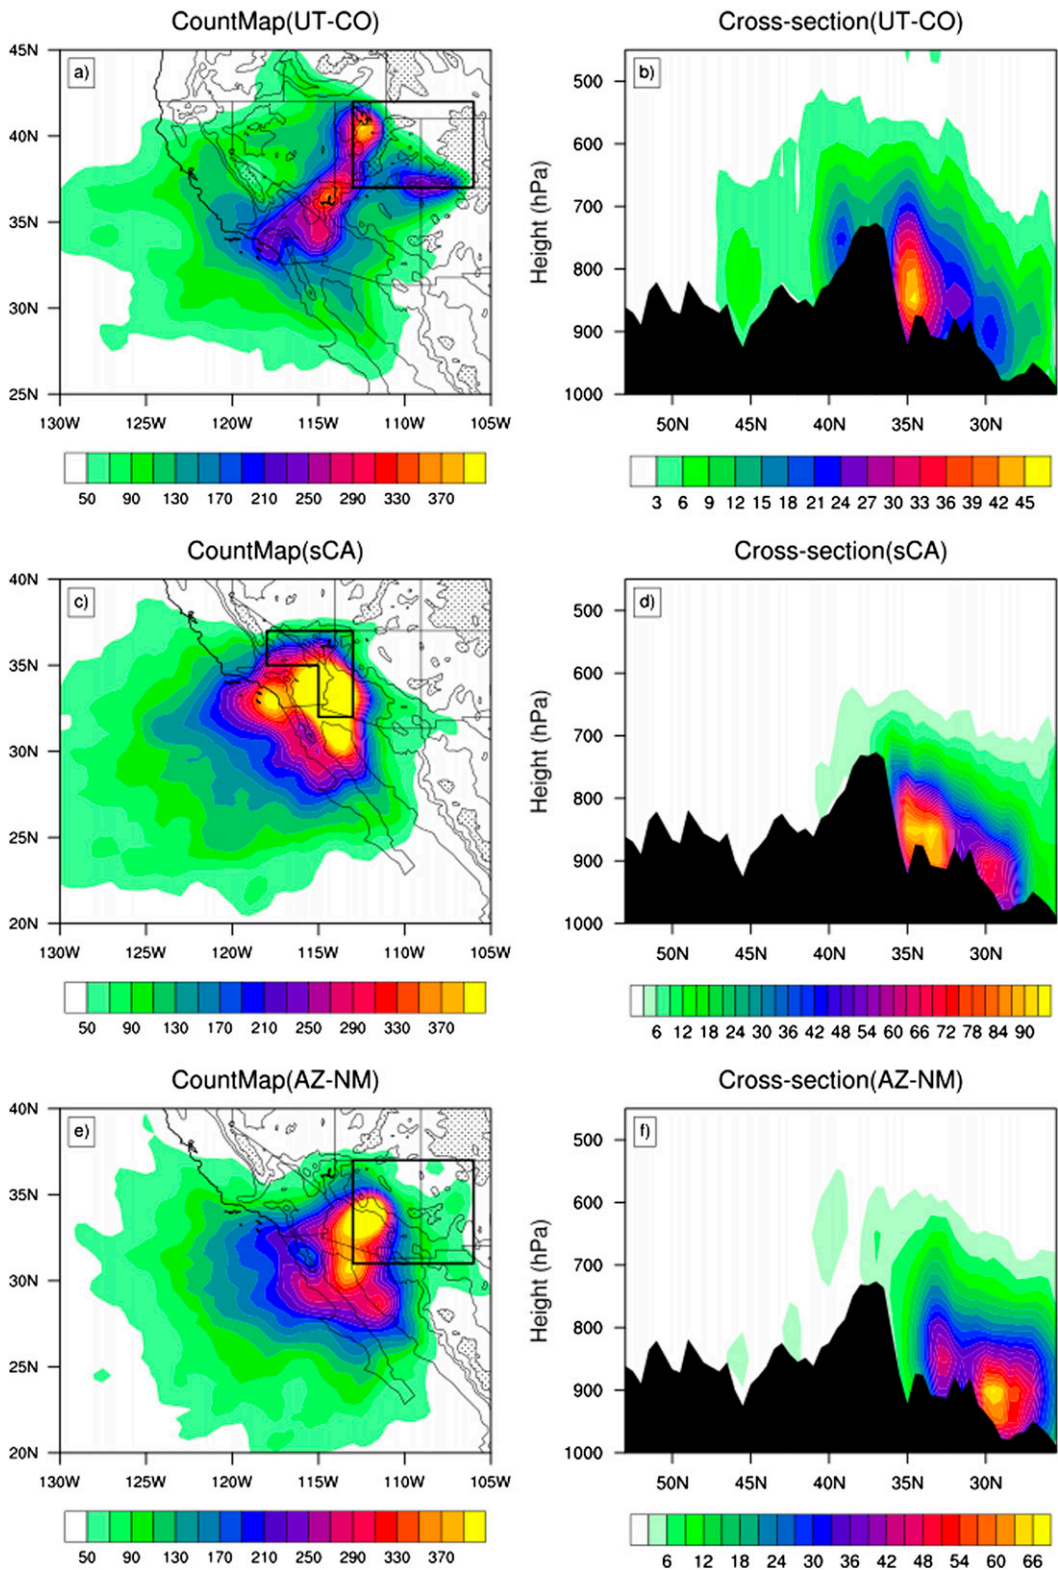 CountMap(UT-CO)
a)
45N
40N
35N
30N
25N
130W 125W 120W 115W 110W 105W
50 90 130 170 210 250 290 330 370
Cross-section(UT-CO)
b)
Height (hPa)
500
600
700
800
900
1000
50N 45N 40N 35N 30N
3 6 9 12 15 18 21 24 27 30 33 36 39 42 45
CountMap(sCA)
c)
40N
35N
30N
25N
20N
130W 125W 120W 115W 110W 105W
50 90 130 170 210 250 290 330 370
Cross-section(sCA)
d)
Height (hPa)
500
600
700
800
900
1000
50N 45N 40N 35N 30N
6 12 18 24 30 36 42 48 54 60 66 72 78 84 90
CountMap(AZ-NM)
e)
40N
35N
30N
25N
20N
130W 125W 120W 115W 110W 105W
50 90 130 170 210 250 290 330 370
Cross-section(AZ-NM)
f)
Height (hPa)
500
600
700
800
900
1000
50N 45N 40N 35N 30N
6 12 18 24 30 36 42 48 54 60 66